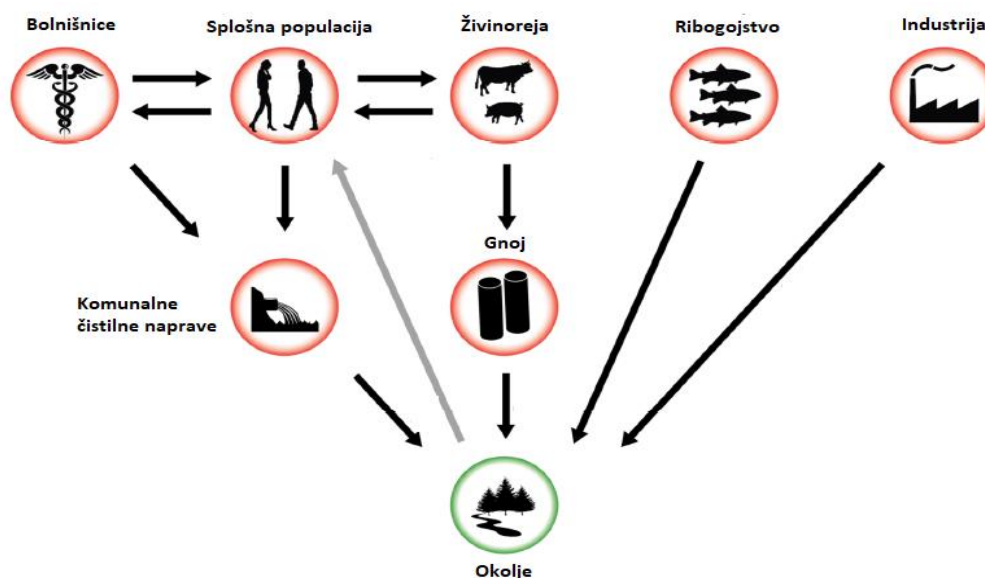 Bolnišnice
Splošna populacija
Živinoreja
Ribogojstvo
Industrija
Gnoj
Komunalne
čistilne naprave
Okolje